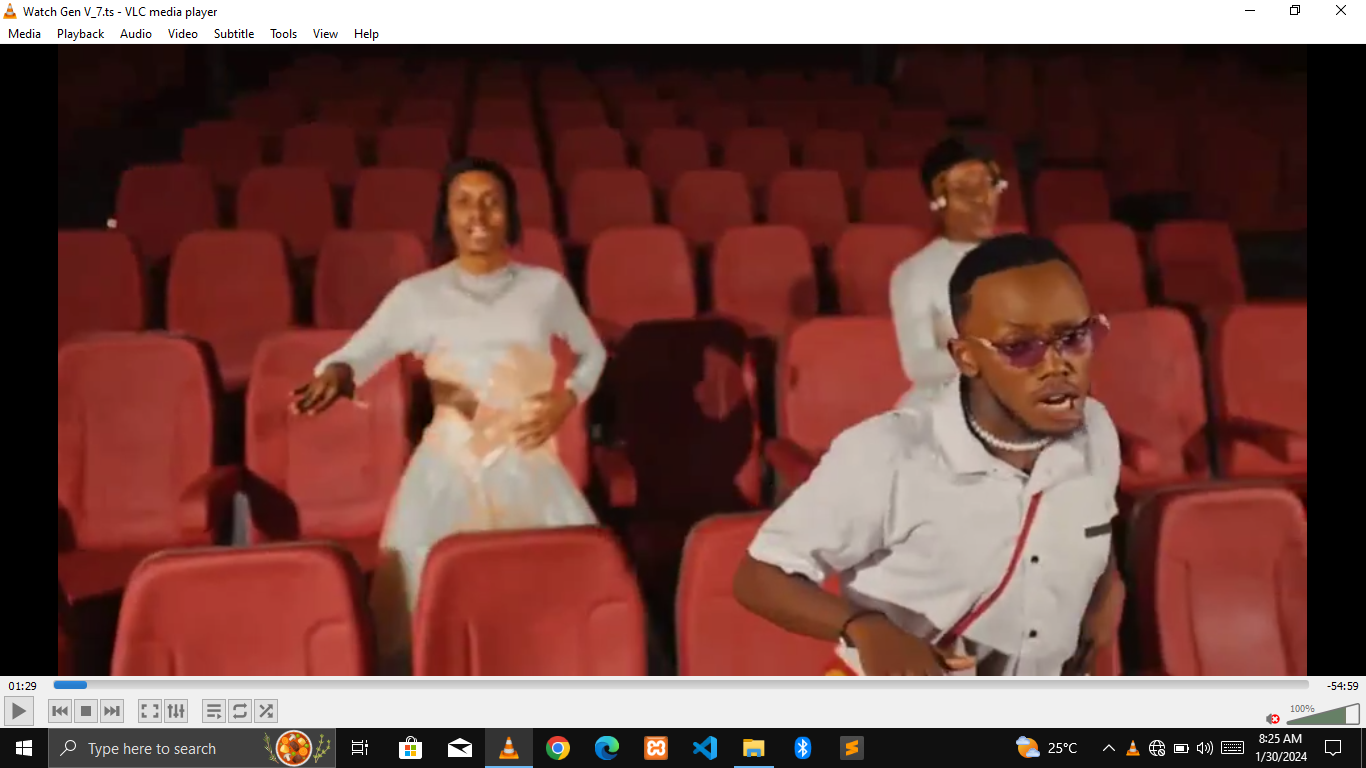 Watch Gen V_7.ts - VLC media player
Media Playback Audio Video Subtitle Tools View Help
01:29
-54:59
100%
Type here to search
25°C
8:25 AM
1/30/2024